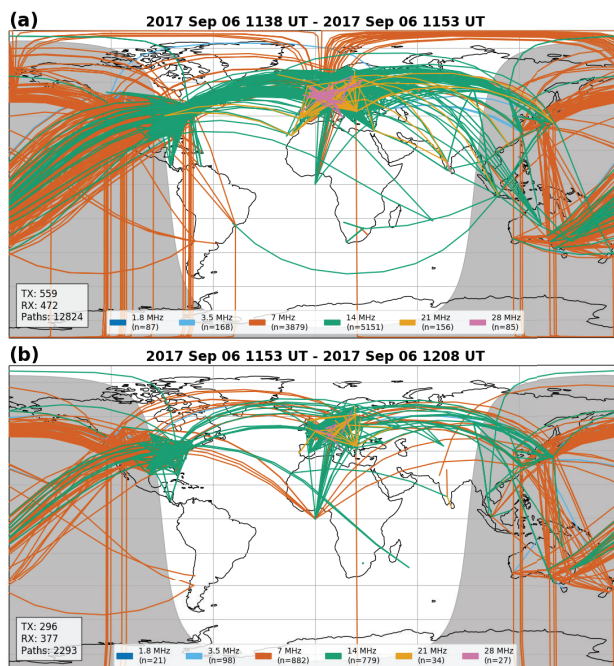 (a)
2017 Sep 06 1138 UT - 2017 Sep 06 1153 UT
TX: 559
RX: 472
Paths: 12824
1.8 MHz (n=87)
3.5 MHz (n=168)
7 MHz (n=3879)
14 MHz (n=5151)
21 MHz (n=156)
28 MHz (n=85)
(b)
2017 Sep 06 1153 UT - 2017 Sep 06 1208 UT
TX: 296
RX: 377
Paths: 2293
1.8 MHz (n=21)
3.5 MHz (n=98)
7 MHz (n=882)
14 MHz (n=779)
21 MHz (n=34)
28 MHz (n=27)